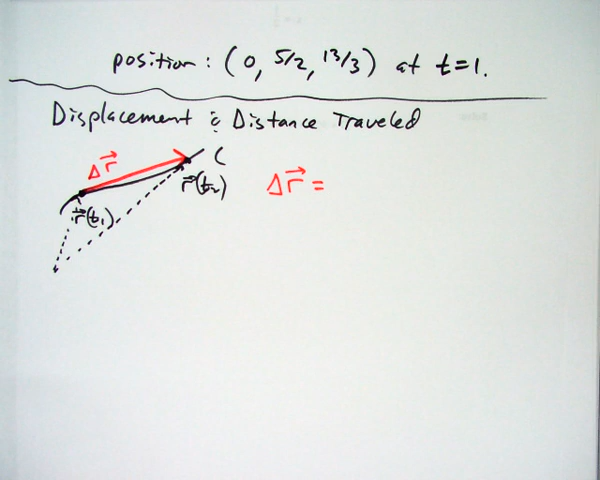 position: (0, 5/2, 13/3) at t=1.
Displacement & Distance Traveled
Δr⃗
C
r⃗(t₂)
Δr⃗ =
r⃗(t₁)